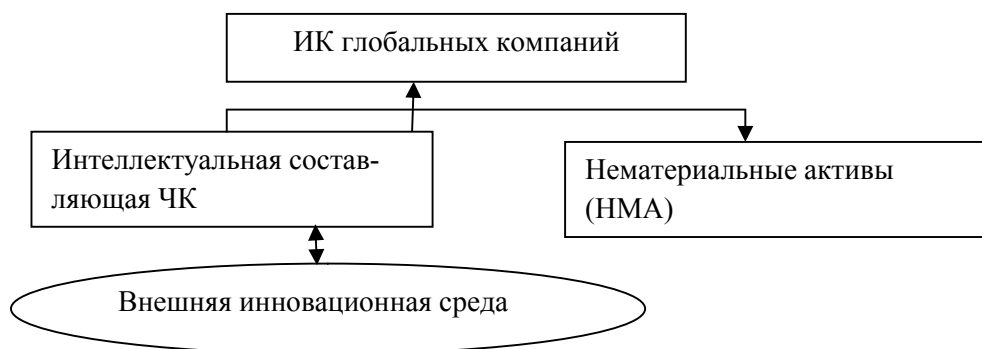 ИК глобальных компаний
Интеллектуальная состав-
ляющая ЧК
Нематериальные активы
(НМА)
Внешняя инновационная среда